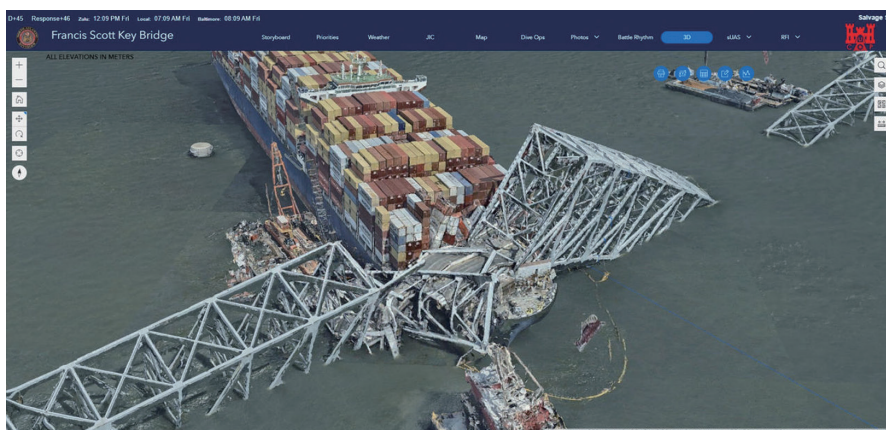 D+45 Response+46 Zulu: 12:09 PM Fri Local: 07:09 AM Fri Baltimore: 08:09 AM Fri
Salvage
Francis Scott Key Bridge
Storyboard Priorities Weather JIC Map Dive Ops Photos Battle Rhythm 3D sUAS RFI
ALL ELEVATIONS IN METERS